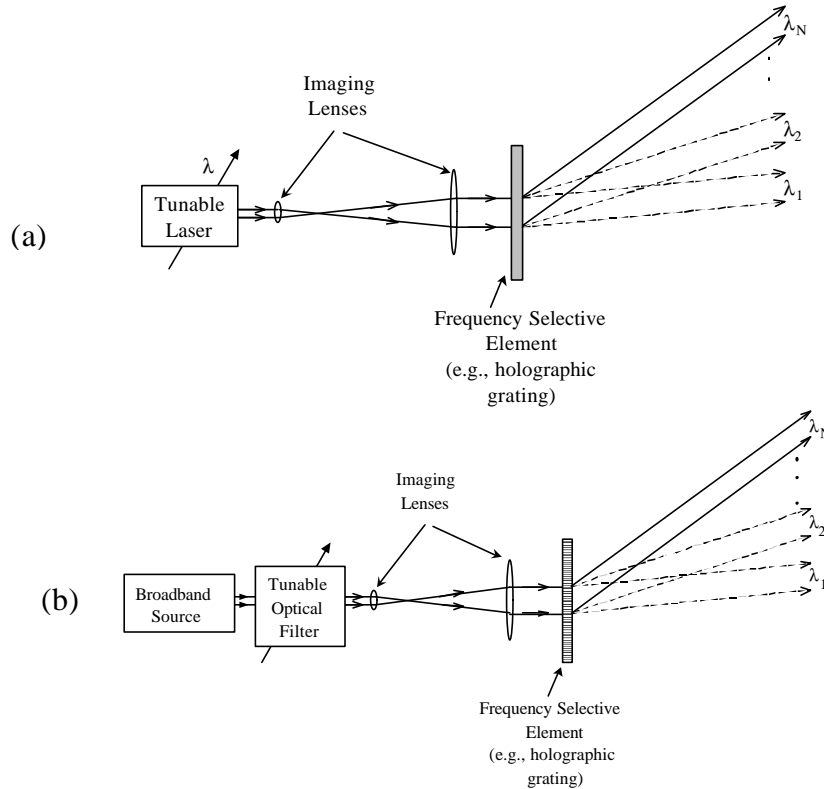 λ_N
Imaging
Lenses
λ_2
λ
Tunable
Laser
λ_1
(a)
Frequency Selective
Element
(e.g., holographic
grating)
λ_N
Imaging
Lenses
λ_2
Broadband
Source
Tunable
Optical
Filter
λ_1
(b)
Frequency Selective
Element
(e.g., holographic
grating)